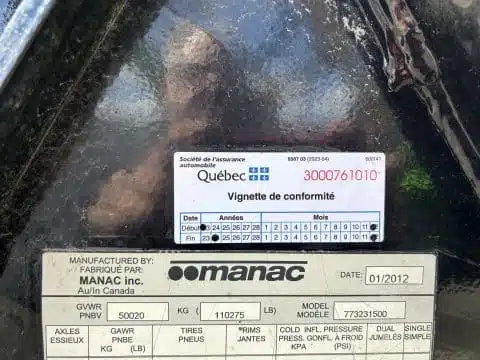 Société de l'assurance
automobile
6087 03 (2023-04)
Québec
3000761010
Vignette de conformité
Date Années Mois
Début 24 25 26 27 28 1 2 3 4 5 6 7 8 9 10 11
Fin 23 25 26 27 28 1 2 3 4 5 6 7 8 9 10 11
MANUFACTURED BY:
FABRIQUÉ PAR:
MANAC inc.
Au/In Canada
manac
DATE: 01/2012
GVWR
PNBV
50020 KG ( 110275 LB)
MODEL
MODÈLE
773231500
AXLES
ESSIEUX
GAWR
PNBE
KG (LB)
TIRES
PNEUS
RIMS
JANTES
COLD INFL. PRESSURE
PRESS. GONFL. À FROID
KPA (PSI)
DUAL
JUMELÉS
SINGLE
SIMPLE